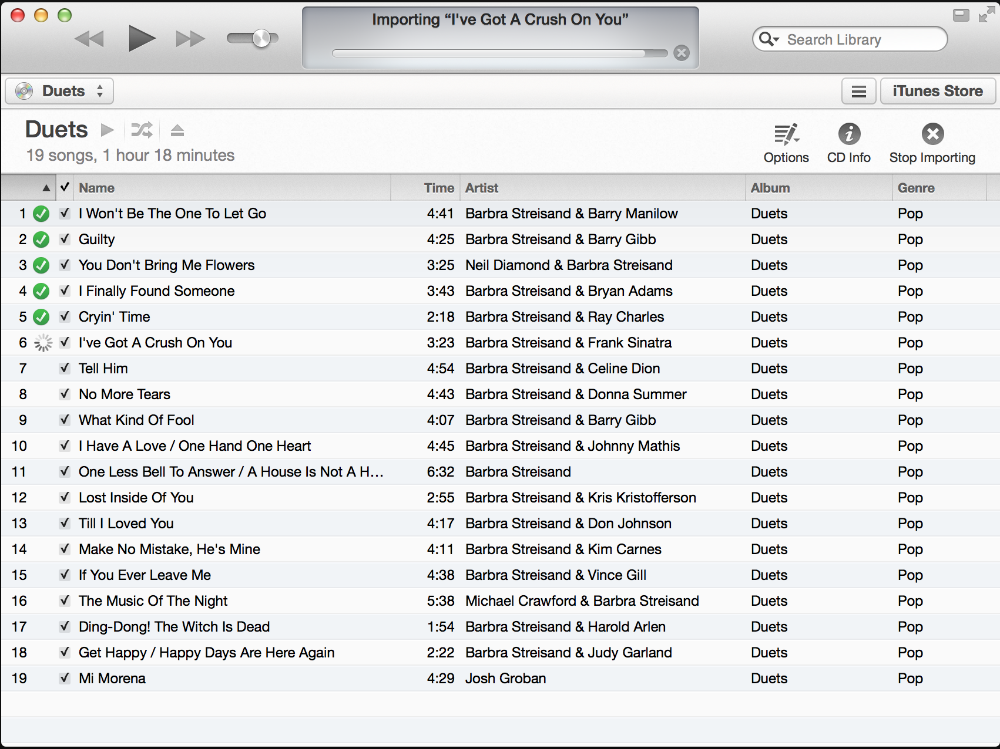 Importing “I've Got A Crush On You”
Search Library
Duets
iTunes Store
Duets
19 songs, 1 hour 18 minutes
Options CD Info Stop Importing
Name Time Artist Album Genre
1 I Won't Be The One To Let Go 4:41 Barbra Streisand & Barry Manilow Duets Pop
2 Guilty 4:25 Barbra Streisand & Barry Gibb Duets Pop
3 You Don't Bring Me Flowers 3:25 Neil Diamond & Barbra Streisand Duets Pop
4 I Finally Found Someone 3:43 Barbra Streisand & Bryan Adams Duets Pop
5 Cryin' Time 2:18 Barbra Streisand & Ray Charles Duets Pop
6 I've Got A Crush On You 3:23 Barbra Streisand & Frank Sinatra Duets Pop
7 Tell Him 4:54 Barbra Streisand & Celine Dion Duets Pop
8 No More Tears 4:43 Barbra Streisand & Donna Summer Duets Pop
9 What Kind Of Fool 4:07 Barbra Streisand & Barry Gibb Duets Pop
10 I Have A Love / One Hand One Heart 4:45 Barbra Streisand & Johnny Mathis Duets Pop
11 One Less Bell To Answer / A House Is Not A H… 6:32 Barbra Streisand Duets Pop
12 Lost Inside Of You 2:55 Barbra Streisand & Kris Kristofferson Duets Pop
13 Till I Loved You 4:17 Barbra Streisand & Don Johnson Duets Pop
14 Make No Mistake, He's Mine 4:11 Barbra Streisand & Kim Carnes Duets Pop
15 If You Ever Leave Me 4:38 Barbra Streisand & Vince Gill Duets Pop
16 The Music Of The Night 5:38 Michael Crawford & Barbra Streisand Duets Pop
17 Ding-Dong! The Witch Is Dead 1:54 Barbra Streisand & Harold Arlen Duets Pop
18 Get Happy / Happy Days Are Here Again 2:22 Barbra Streisand & Judy Garland Duets Pop
19 Mi Morena 4:29 Josh Groban Duets Pop